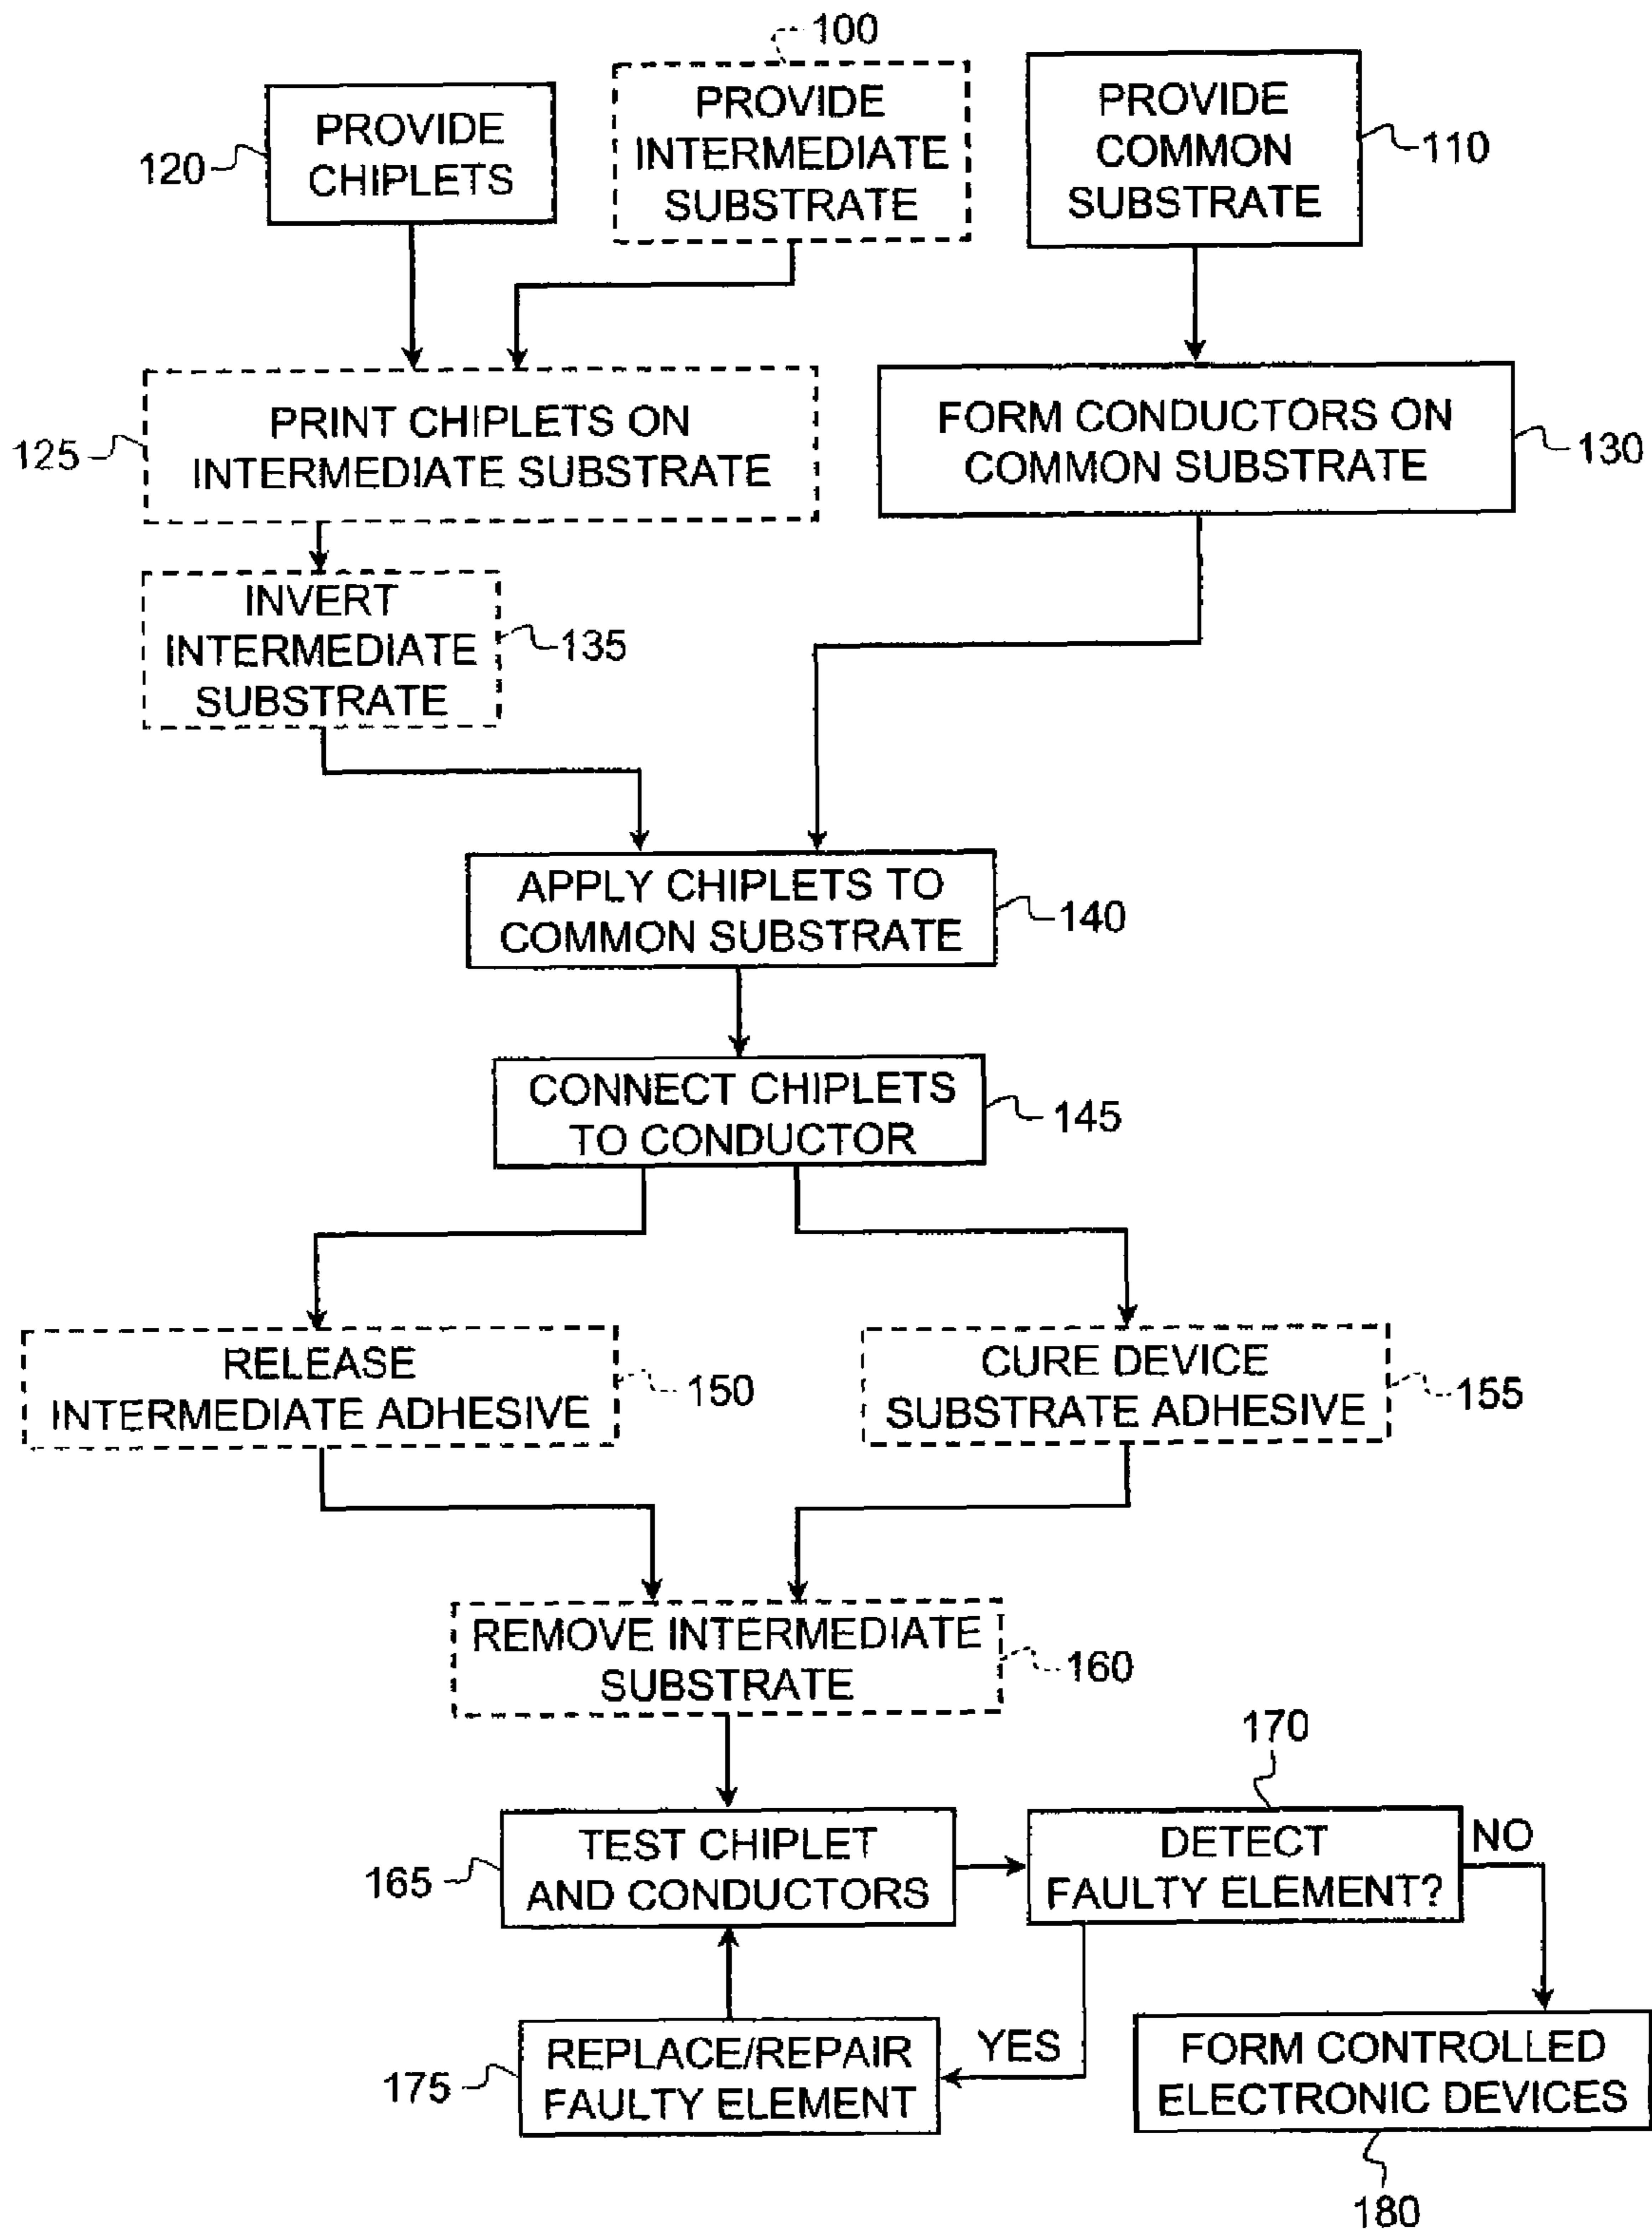 100
PROVIDE
CHIPLETS
120
PROVIDE
INTERMEDIATE
SUBSTRATE
PROVIDE
COMMON
SUBSTRATE
110
PRINT CHIPLETS ON
INTERMEDIATE SUBSTRATE
125
FORM CONDUCTORS ON
COMMON SUBSTRATE
130
INVERT
INTERMEDIATE
SUBSTRATE
135
APPLY CHIPLETS TO
COMMON SUBSTRATE
140
CONNECT CHIPLETS
TO CONDUCTOR
145
RELEASE
INTERMEDIATE ADHESIVE
150
CURE DEVICE
SUBSTRATE ADHESIVE
155
REMOVE INTERMEDIATE
SUBSTRATE
160
TEST CHIPLET
AND CONDUCTORS
165
170
DETECT
FAULTY ELEMENT?
NO
YES
REPLACE/REPAIR
FAULTY ELEMENT
175
FORM CONTROLLED
ELECTRONIC DEVICES
180